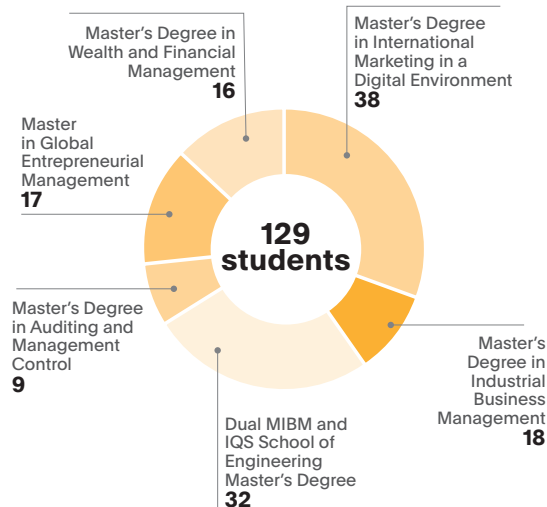 Master's Degree in
Wealth and Financial
Management
16
Master's Degree
in International
Marketing in a
Digital Environment
38
Master
in Global
Entrepreneurial
Management
17
129
students
Master's Degree
in Auditing and
Management
Control
9
Master's
Degree in
Industrial
Business
Management
18
Dual MIBM and
IQS School of
Engineering
Master's Degree
32